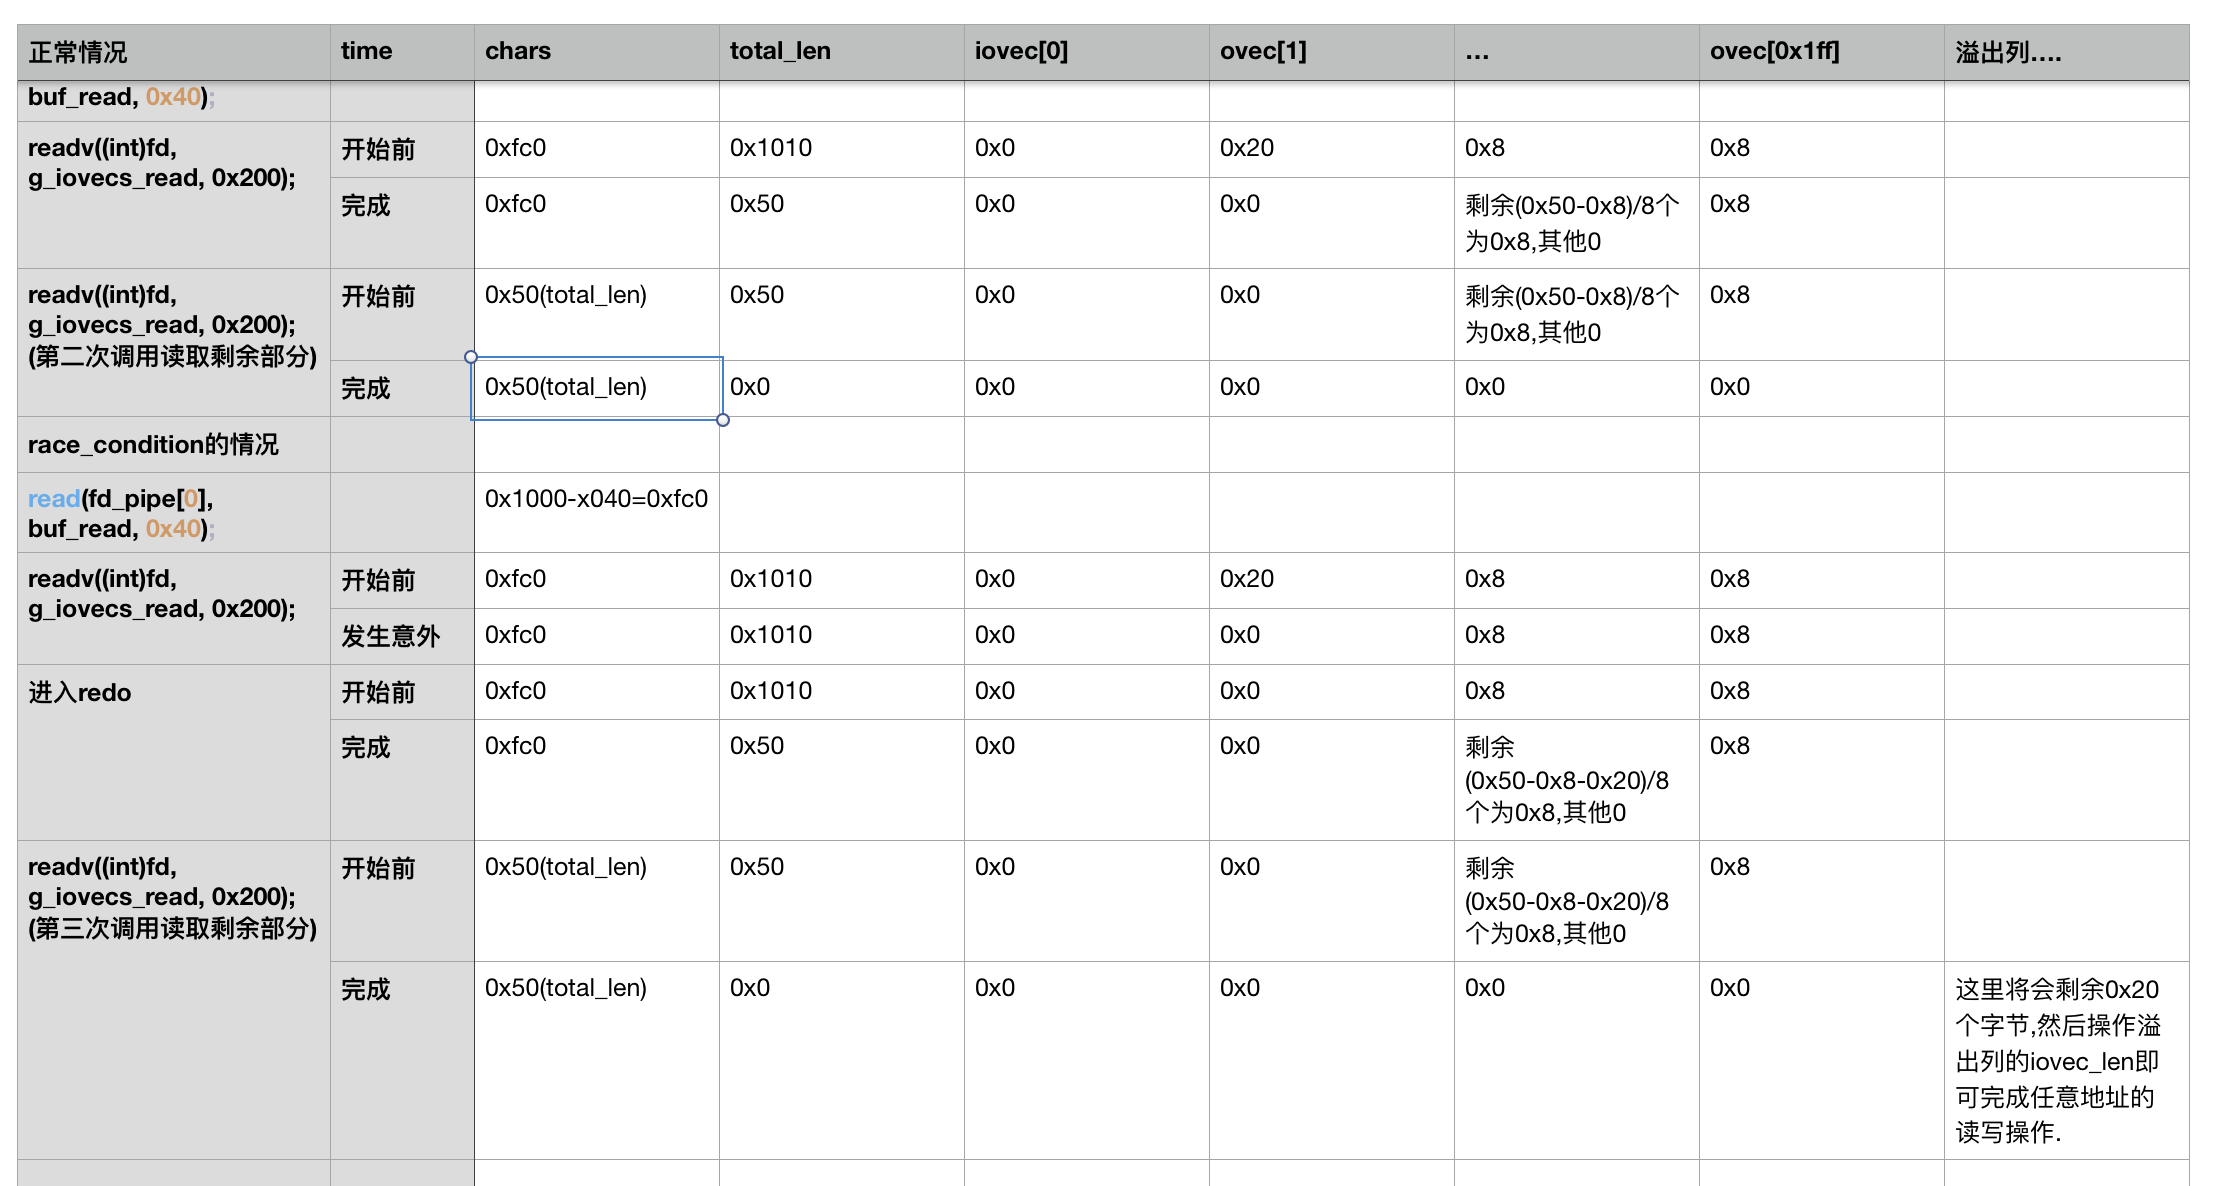 正常情况 time chars total_len iovec[0] ovec[1] ... ovec[0x1ff] 溢出列....
buf_read, 0x40);
readv((int)fd, 开始前 0xfc0 0x1010 0x0 0x20 0x8 0x8
g_iovecs_read, 0x200);
完成 0xfc0 0x50 0x0 0x0 剩余(0x50-0x8)/8个 0x8
为0x8,其他0
readv((int)fd, 开始前 0x50(total_len) 0x50 0x0 0x0 剩余(0x50-0x8)/8个 0x8
g_iovecs_read, 0x200); 为0x8,其他0
(第二次调用读取剩余部分)
完成 0x50(total_len) 0x0 0x0 0x0 0x0 0x0
race_condition的情况
read(fd_pipe[0], 0x1000-x040=0xfc0
buf_read, 0x40);
readv((int)fd, 开始前 0xfc0 0x1010 0x0 0x20 0x8 0x8
g_iovecs_read, 0x200);
发生意外 0xfc0 0x1010 0x0 0x0 0x8 0x8
进入redo 开始前 0xfc0 0x1010 0x0 0x0 0x8 0x8
完成 0xfc0 0x50 0x0 0x0 剩余 0x8
(0x50-0x8-0x20)/8
个为0x8,其他0
readv((int)fd, 开始前 0x50(total_len) 0x50 0x0 0x0 剩余 0x8
g_iovecs_read, 0x200); (0x50-0x8-0x20)/8
(第三次调用读取剩余部分) 个为0x8,其他0
完成 0x50(total_len) 0x0 0x0 0x0 0x0 0x0 这里将会剩余0x20
个字节,然后操作溢
出列的iovec_len即
可完成任意地址的
读写操作.